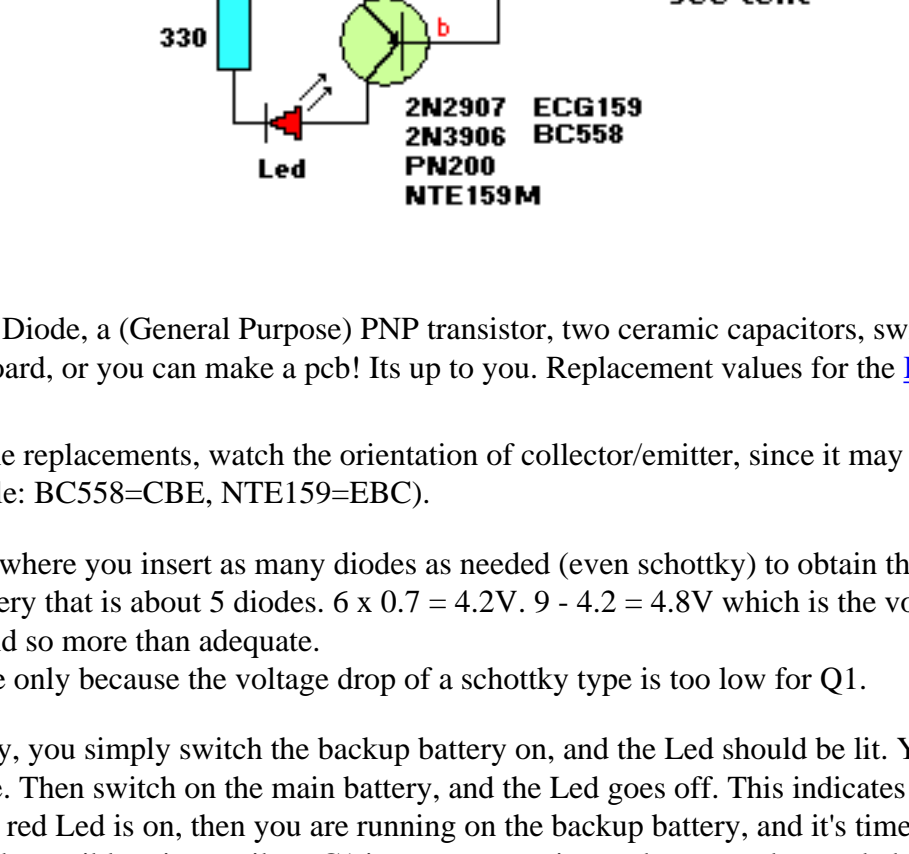 330
b
2N2907 ECG159
2N3906 BC558
PN200
NTE159M
Led
Diode, a (General Purpose) PNP transistor, two ceramic capacitors, sw
oard, or you can make a pcb! Its up to you. Replacement values for the
e replacements, watch the orientation of collector/emitter, since it may
le: BC558=CBE, NTE159=EBC).
where you insert as many diodes as needed (even schottky) to obtain th
ery that is about 5 diodes. 6 x 0.7 = 4.2V. 9 - 4.2 = 4.8V which is the vo
d so more than adequate.
e only because the voltage drop of a schottky type is too low for Q1.
y, you simply switch the backup battery on, and the Led should be lit. Y
e. Then switch on the main battery, and the Led goes off. This indicates
red Led is on, then you are running on the backup battery, and it's time